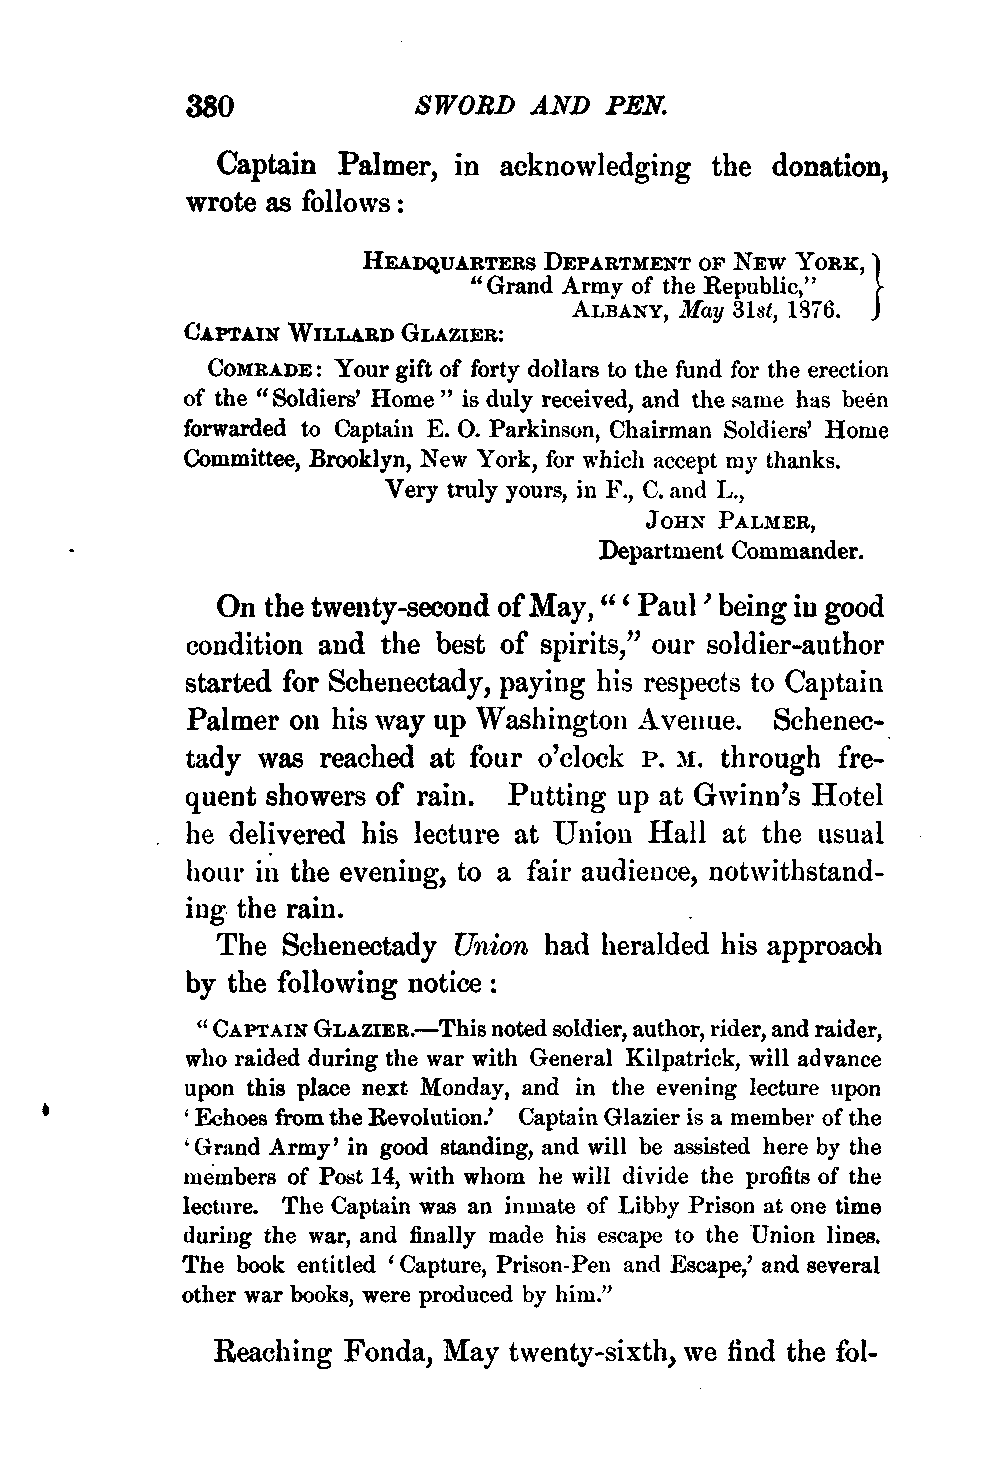 380 SWORD AND PEN.
Captain Palmer, in acknowledging the donation,
wrote as follows:
HEADQUARTERS DEPARTMENT OF NEW YORK,
"Grand Army of the Republic,"
ALBANY, May 31st, 1876.
CAPTAIN WILLARD GLAZIER:
COMRADE: Your gift of forty dollars to the fund for the erection
of the "Soldiers' Home" is duly received, and the same has been
forwarded to Captain E. O. Parkinson, Chairman Soldiers' Home
Committee, Brooklyn, New York, for which accept my thanks.
Very truly yours, in F., C. and L.,
JOHN PALMER,
Department Commander.
On the twenty-second of May, "'Paul' being in good
condition and the best of spirits," our soldier-author
started for Schenectady, paying his respects to Captain
Palmer on his way up Washington Avenue. Schenec-
tady was reached at four o'clock P. M. through fre-
quent showers of rain. Putting up at Gwinn's Hotel
he delivered his lecture at Union Hall at the usual
hour in the evening, to a fair audience, notwithstand-
ing the rain.
The Schenectady Union had heralded his approach
by the following notice:
"CAPTAIN GLAZIER.—This noted soldier, author, rider, and raider,
who raided during the war with General Kilpatrick, will advance
upon this place next Monday, and in the evening lecture upon
'Echoes from the Revolution.' Captain Glazier is a member of the
'Grand Army' in good standing, and will be assisted here by the
members of Post 14, with whom he will divide the profits of the
lecture. The Captain was an inmate of Libby Prison at one time
during the war, and finally made his escape to the Union lines.
The book entitled 'Capture, Prison-Pen and Escape,' and several
other war books, were produced by him."
Reaching Fonda, May twenty-sixth, we find the fol-